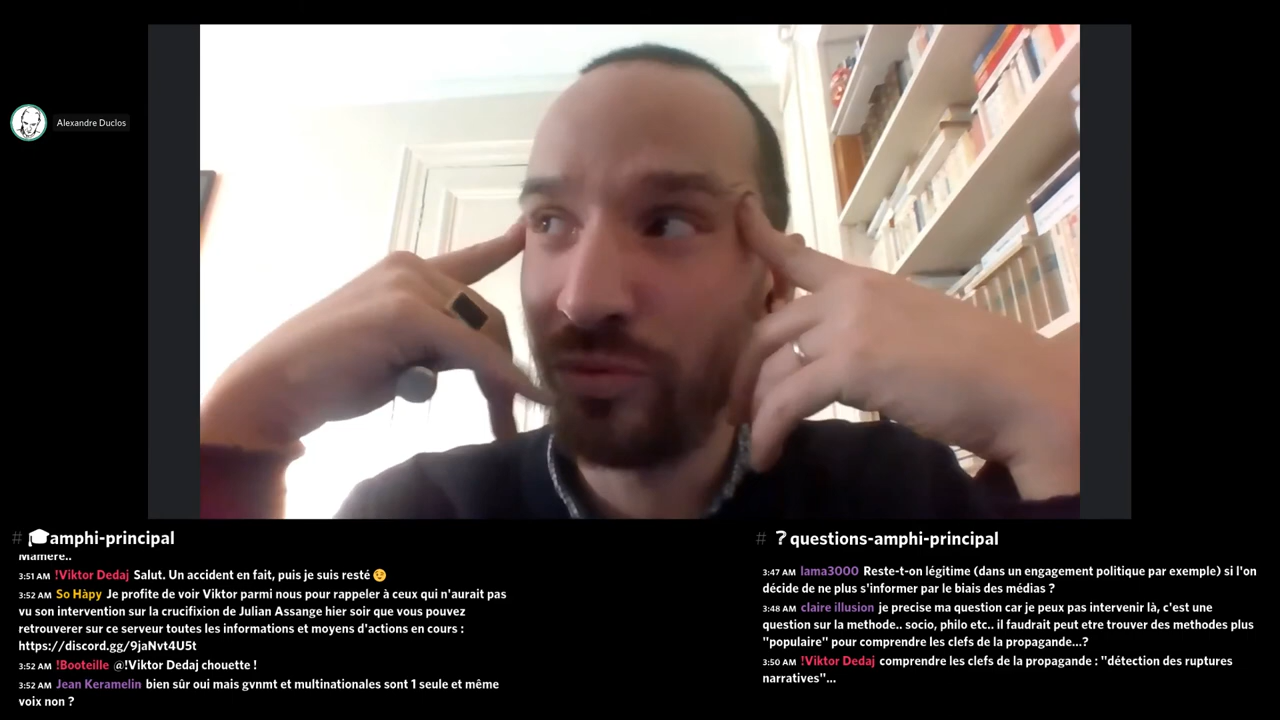 Alexandre Duclos
# 🎓amphi-principal
Mamère..
3:51 AM !Viktor Dedaj Salut. Un accident en fait, puis je suis resté 😉
3:52 AM So Hàpy Je profite de voir Viktor parmi nous pour rappeler à ceux qui n'aurait pas
vu son intervention sur la crucifixion de Julian Assange hier soir que vous pouvez
retrouverer sur ce serveur toutes les informations et moyens d'actions en cours :
https://discord.gg/9jaNvt4U5t
3:52 AM !Booteille @!Viktor Dedaj chouette !
3:52 AM Jean Keramelin bien sûr oui mais gvnmt et multinationales sont 1 seule et même
voix non ?
# ❔questions-amphi-principal
3:47 AM lama3000 Reste-t-on légitime (dans un engagement politique par exemple) si l'on
décide de ne plus s'informer par le biais des médias ?
3:48 AM claire illusion je precise ma question car je peux pas intervenir là, c'est une
question sur la methode.. socio, philo etc.. il faudrait peut etre trouver des methodes plus
"populaire" pour comprendre les clefs de la propagande...?
3:50 AM !Viktor Dedaj comprendre les clefs de la propagande : "détection des ruptures
narratives"...